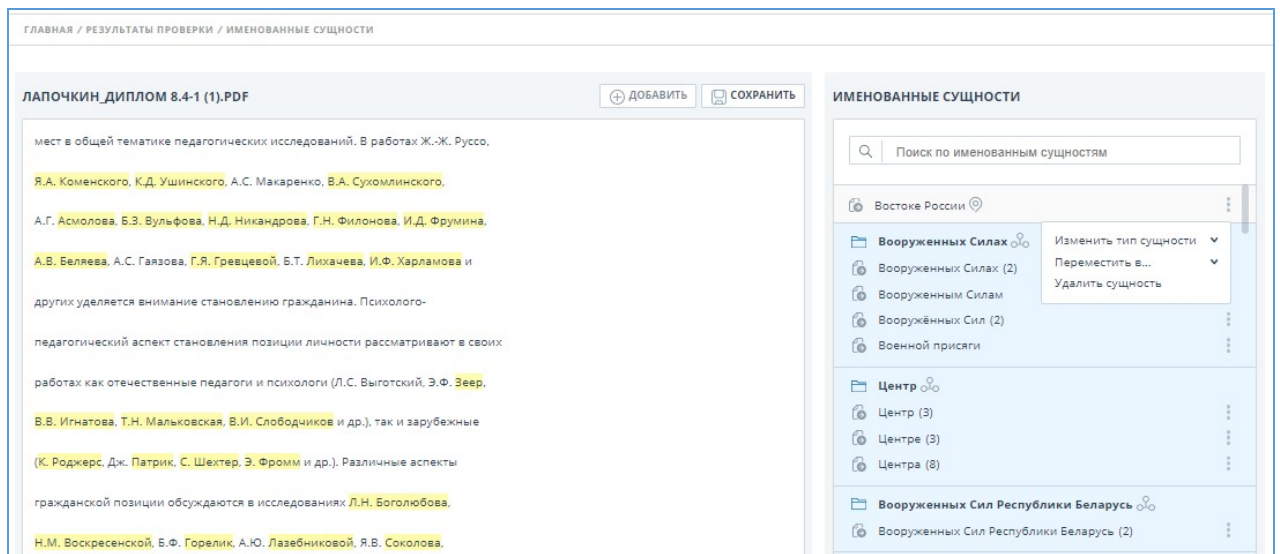 ГЛАВНАЯ / РЕЗУЛЬТАТЫ ПРОВЕРКИ / ИМЕНОВАННЫЕ СУЩНОСТИ
ЛАПОЧКИН_ДИПЛОМ 8.4-1 (1).PDF
ДОБАВИТЬ
СОХРАНИТЬ
мест в общей тематике педагогических исследований. В работах Ж.-Ж. Руссо,
Я.А. Коменского, К.Д. Ушинского, А.С. Макаренко, В.А. Сухомлинского,
А.Г. Асмолова, Б.З. Вульфова, Н.Д. Никандрова, Г.Н. Филонова, И.Д. Фрумина,
А.В. Беляева, А.С. Гаязова, Г.Я. Гревцевой, Б.Т. Лихачева, И.Ф. Харламова и
других уделяется внимание становлению гражданина. Психолого-
педагогический аспект становления позиции личности рассматривают в своих
работах как отечественные педагоги и психологи (Л.С. Выготский, Э.Ф. Зеер,
В.В. Игнатова, Т.Н. Мальковская, В.И. Слободчиков и др.), так и зарубежные
(К. Роджерс, Дж. Патрик, С. Шехтер, Э. Фромм и др.). Различные аспекты
гражданской позиции обсуждаются в исследованиях Л.Н. Боголюбова,
Н.М. Воскресенской, Б.Ф. Горелик, А.Ю. Лазебниковой, Я.В. Соколова,
ИМЕНОВАННЫЕ СУЩНОСТИ
Поиск по именованным сущностям
Востоке России
Вооруженных Силах
Вооруженных Силах (2)
Вооруженным Силам
Вооружённых Сил (2)
Военной присяги
Изменить тип сущности
Переместить в...
Удалить сущность
Центр
Центр (3)
Центре (3)
Центра (8)
Вооруженных Сил Республики Беларусь
Вооруженных Сил Республики Беларусь (2)